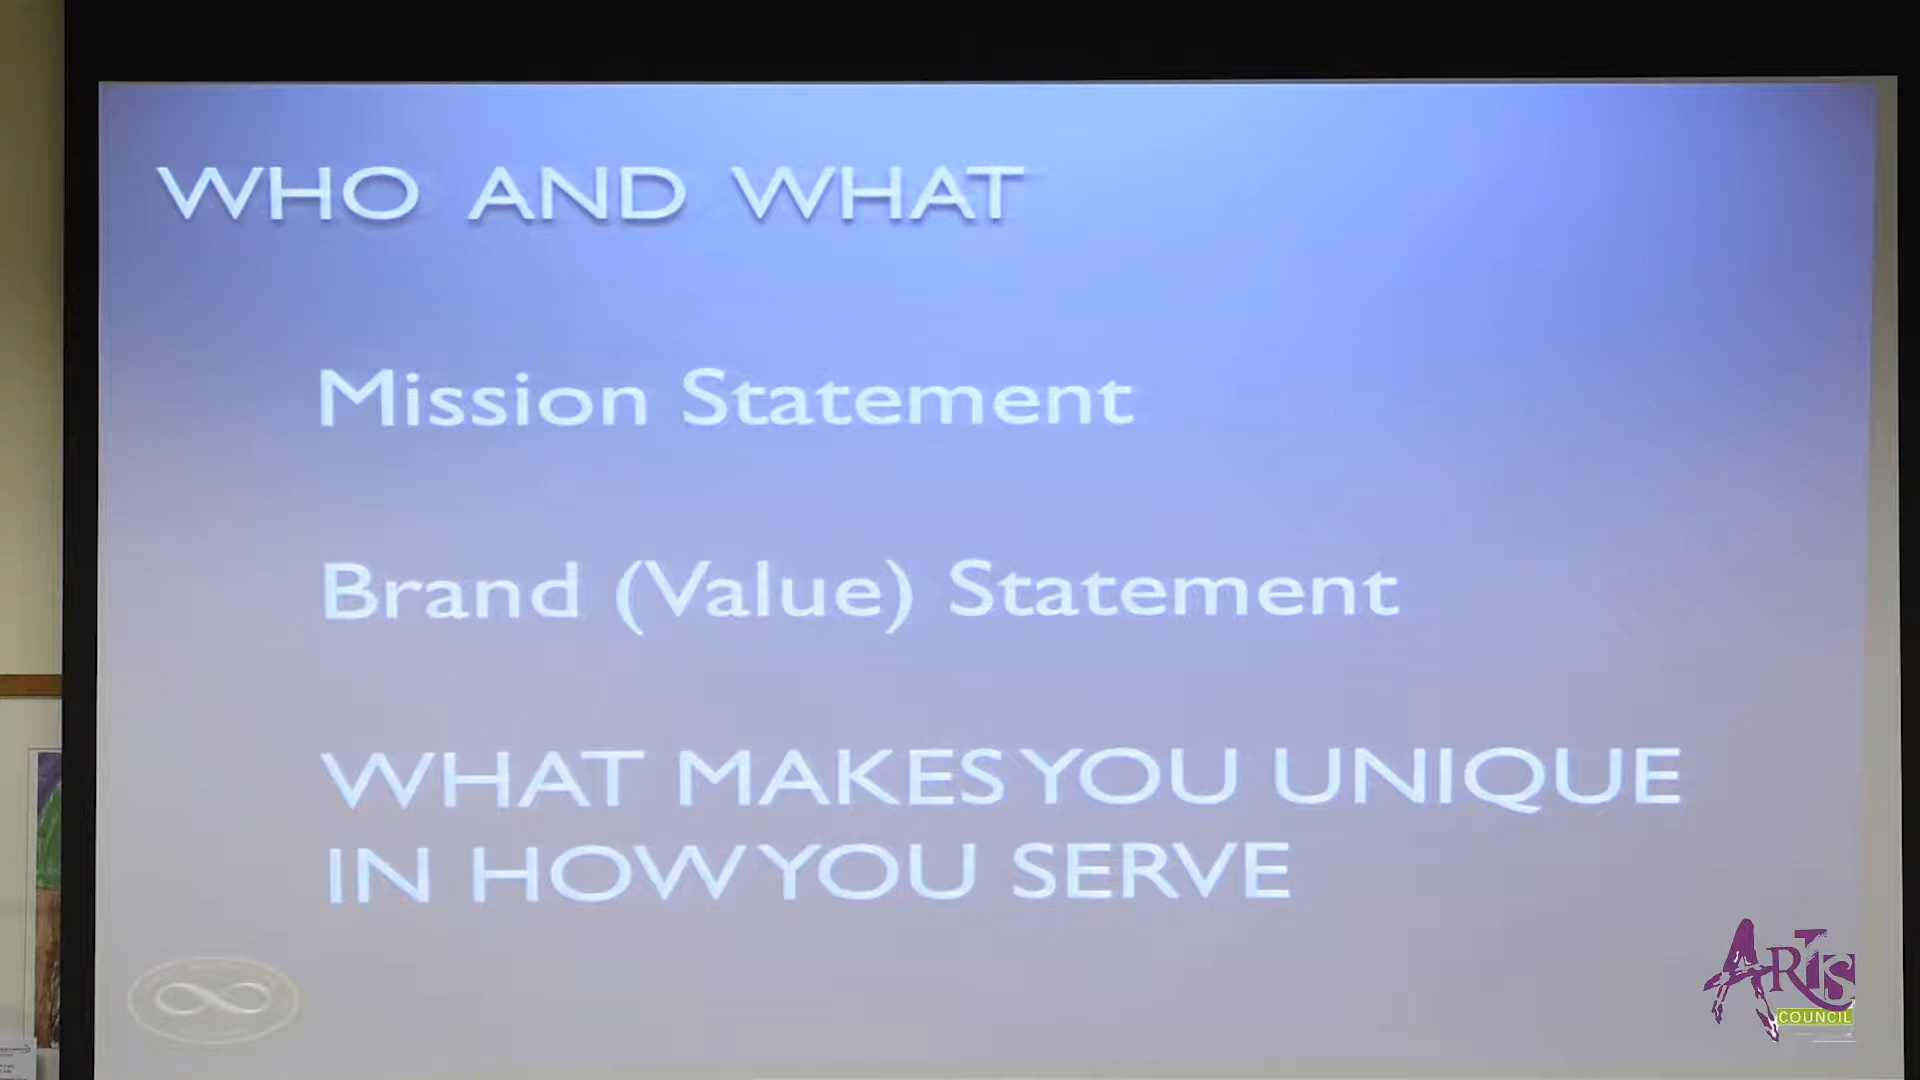 WHO AND WHAT
Mission Statement
Brand (Value) Statement
WHAT MAKES YOU UNIQUE
IN HOW YOU SERVE
ARTS
COUNCIL